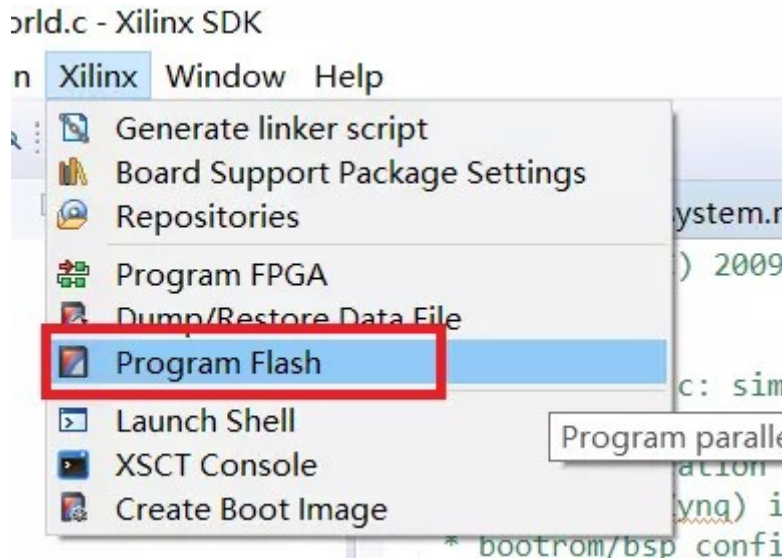 orld.c - Xilinx SDK
n Xilinx Window Help
Generate linker script
Board Support Package Settings
Repositories
ystem.
) 2009
Program FPGA
Dump/Restore Data File
Program Flash
c: sim
Launch Shell
Program paralle
XSCT Console
ation
Create Boot Image
ynq) i
* bootrom/bsp confi